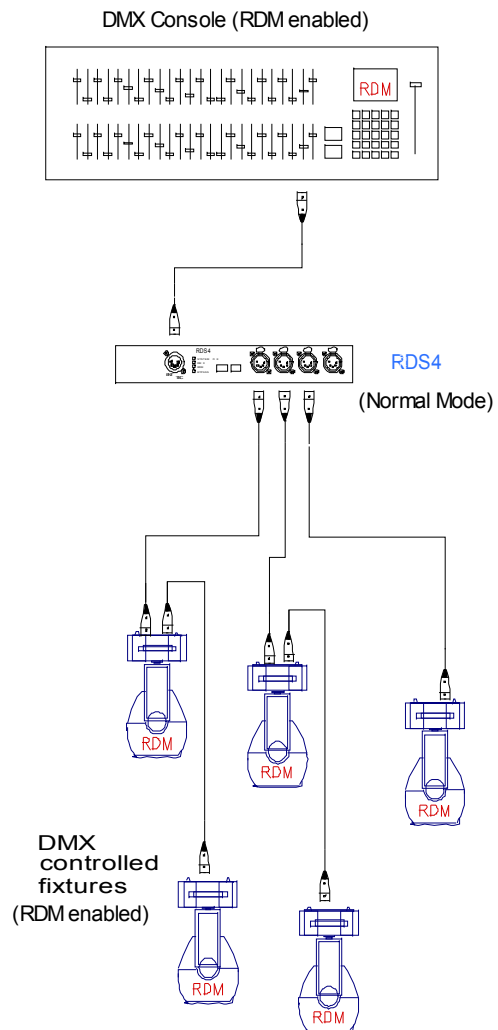 DMX Console (RDM enabled)
RDM
RDS4
RDS4
(Normal Mode)
RDM
RDM
RDM
DMX
controlled
fixtures
(RDM enabled)
RDM
RDM